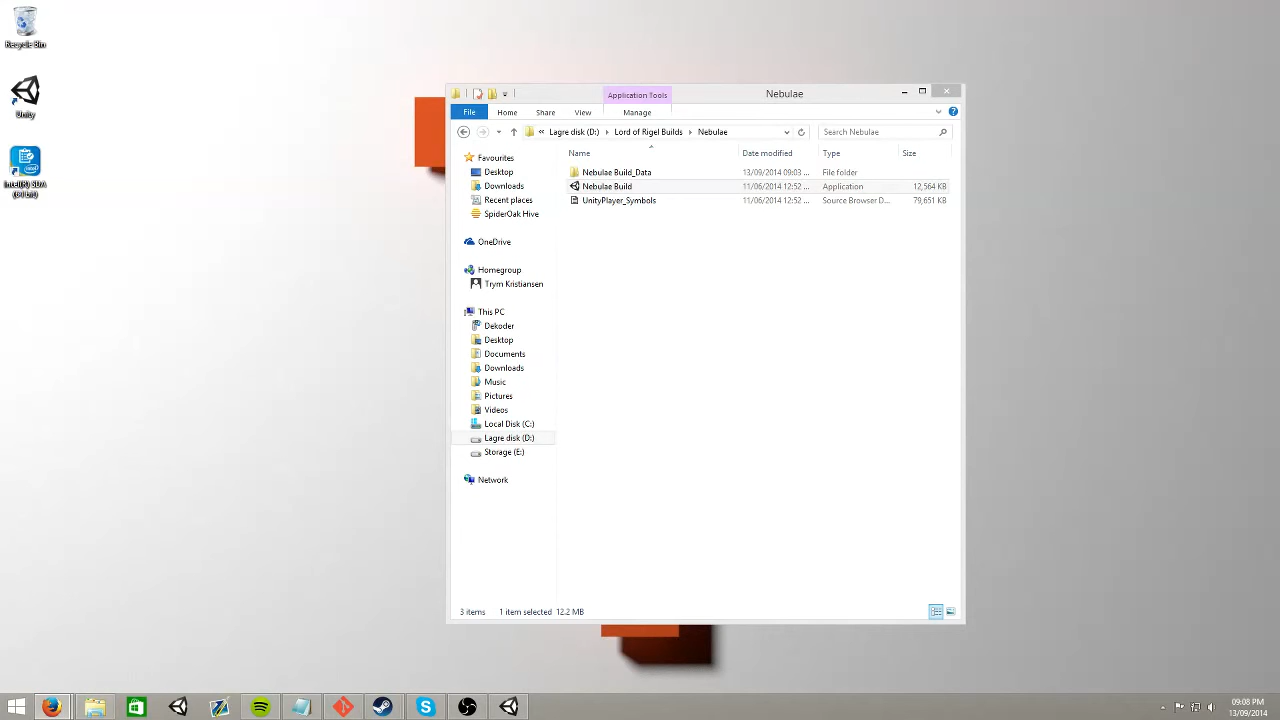 Recycle Bin
Unity
Intel(R) SDA
(64 bit)
Application Tools
Nebulae
File
Home
Share
View
Manage
« Lagre disk (D:) Lord of Rigel Builds Nebulae
Search Nebulae
Name
Date modified
Type
Size
Nebulae Build_Data
13/09/2014 09:03 ...
File folder
Nebulae Build
11/06/2014 12:52 ...
Application
12,564 KB
UnityPlayer_Symbols
11/06/2014 12:52 ...
Source Browser D...
79,651 KB
Favourites
Desktop
Downloads
Recent places
SpiderOak Hive
OneDrive
Homegroup
Trym Kristiansen
This PC
Dekoder
Desktop
Documents
Downloads
Music
Pictures
Videos
Local Disk (C:)
Lagre disk (D:)
Storage (E:)
Network
3 items 1 item selected 12.2 MB
09:08 PM
13/09/2014